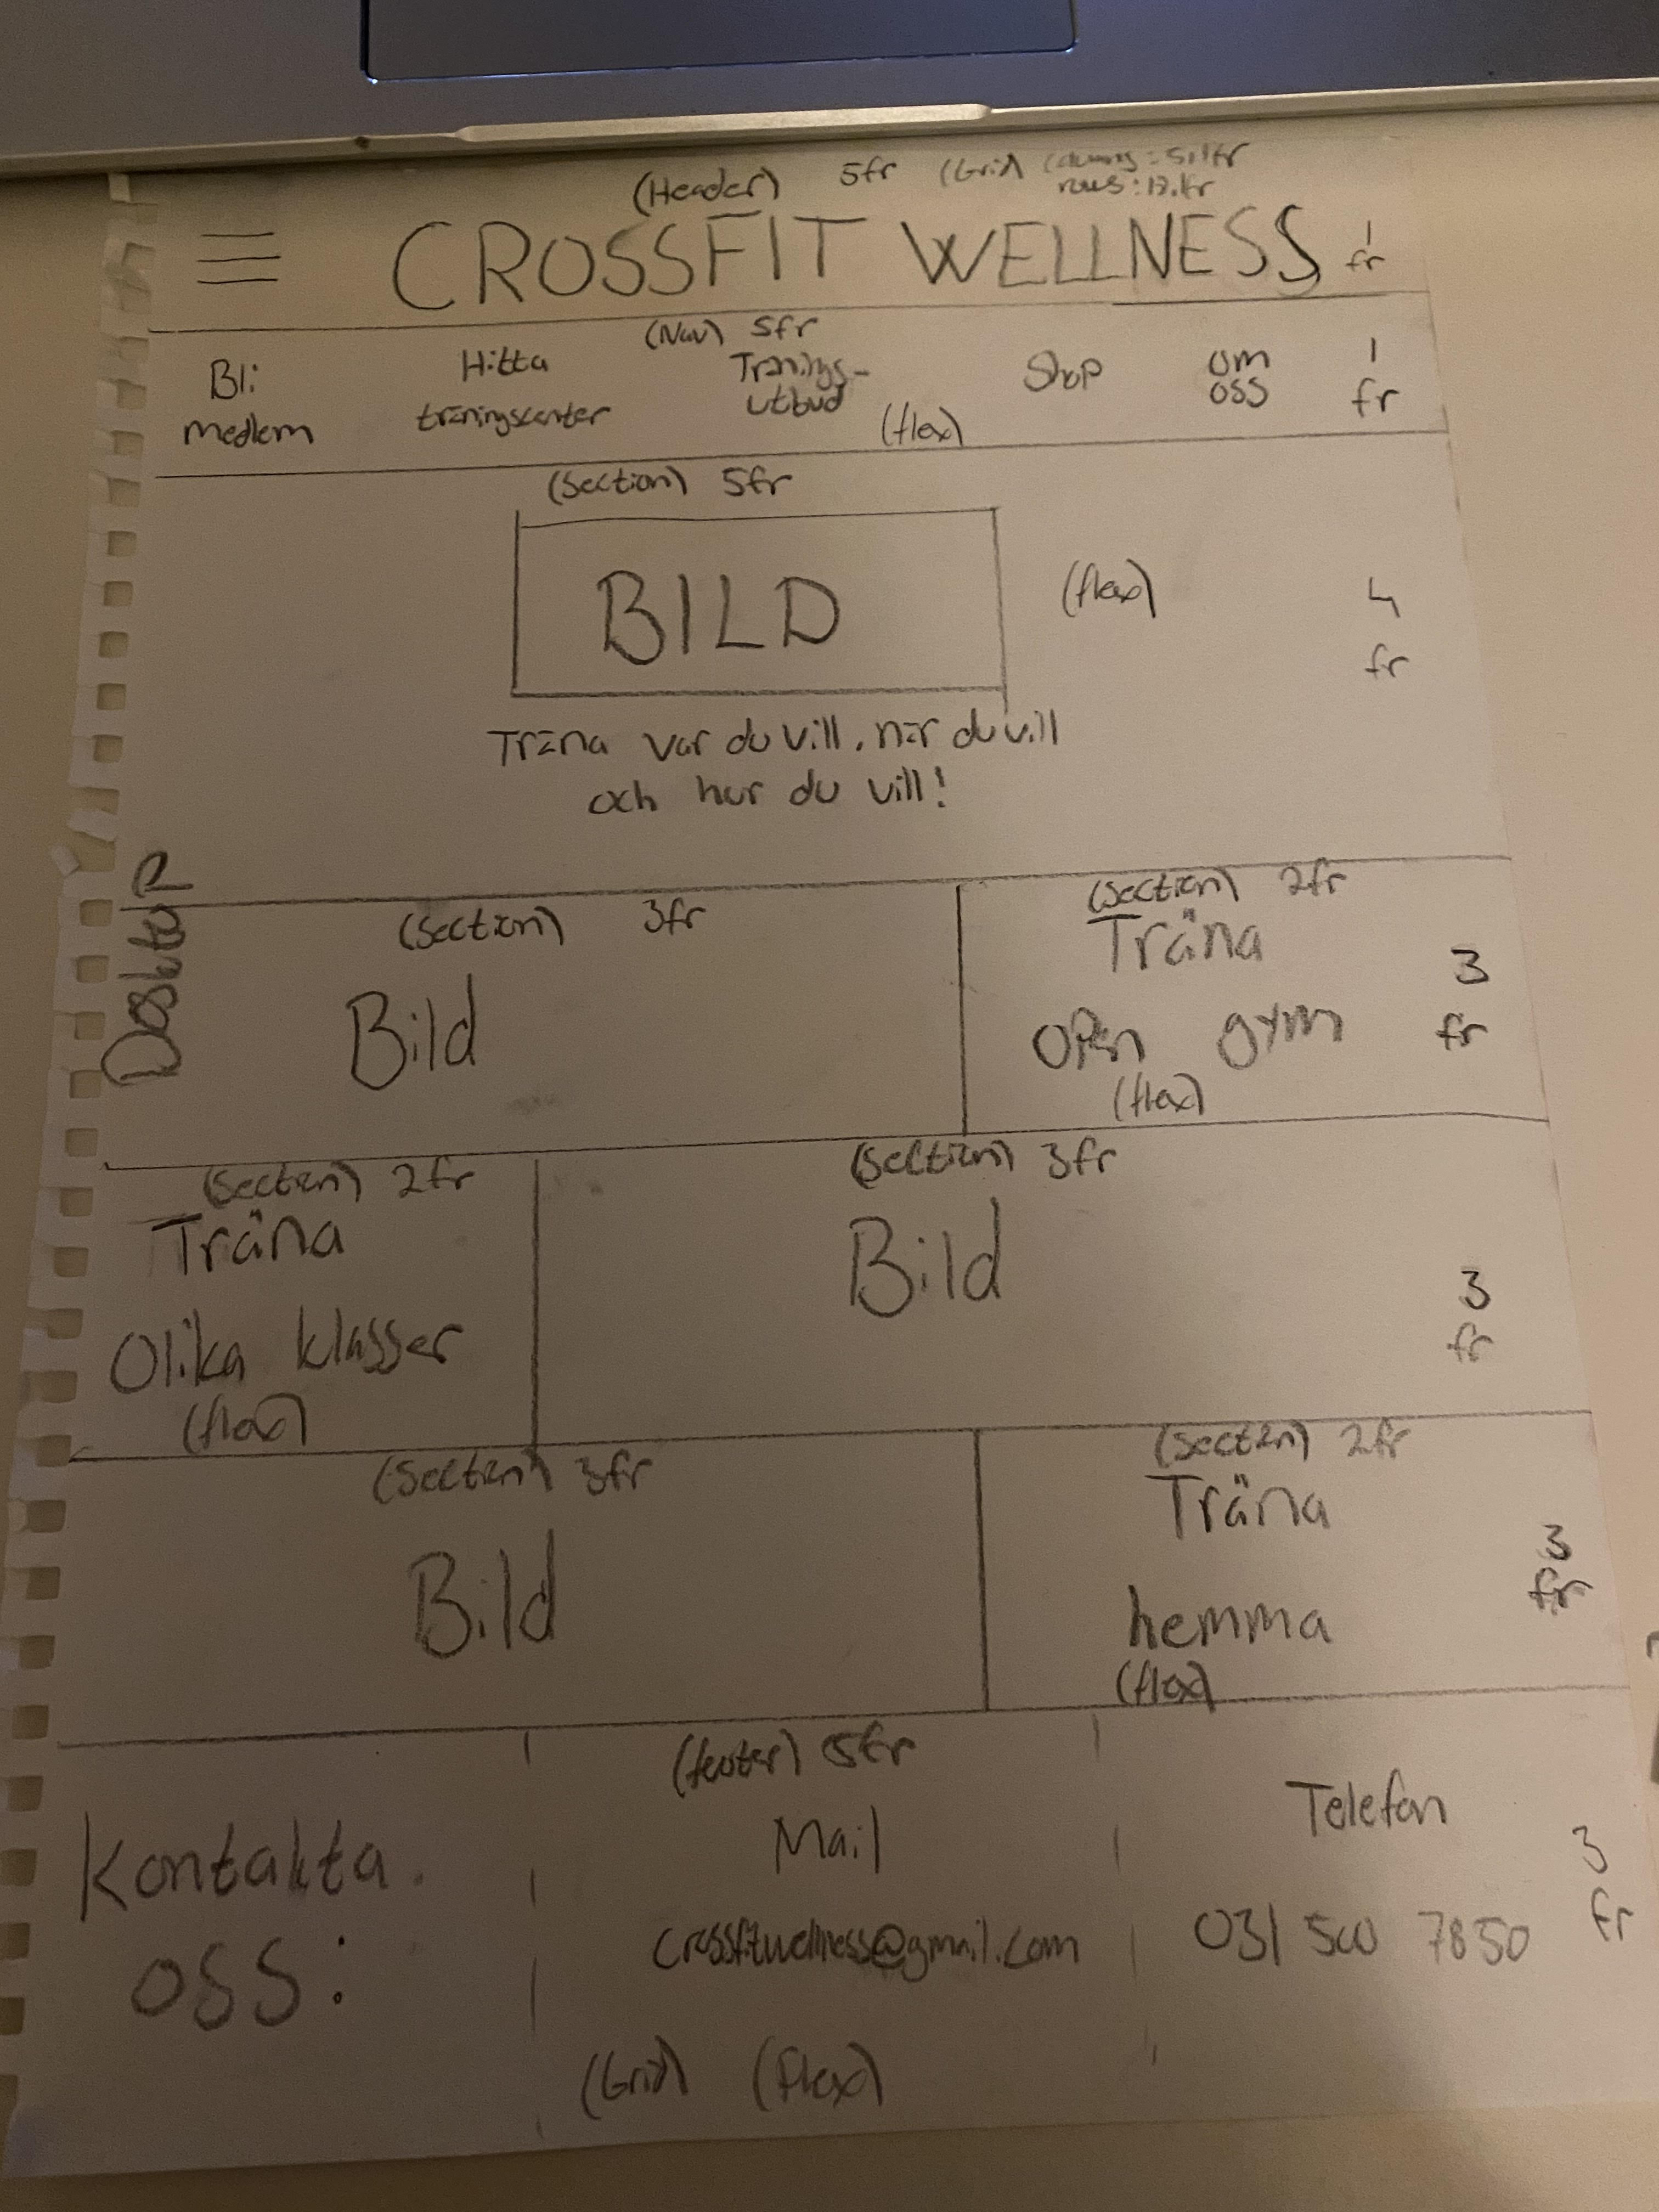 (Header) 5fr (Grid) columns: 5,1fr
rows: 17,1fr
CROSSFIT WELLNESS 1
fr
(Nav) 5fr
Bli Hitta Tränings- Shop om 1
medlem träningscenter utbud oss fr
(flex)
(Section) 5fr
BILD (flex) 4
fr
Träna var du vill, när du vill
och hur du vill!
Desktop
(Section) 3fr (Section) 2fr
Bild Träna 3
open gym fr
(flex)
(Section) 2fr (Section) 3fr
Träna Bild
Olika klasser 3
(flex) fr
(Section) 3fr (Section) 2fr
Bild Träna 3
hemma fr
(flex)
(footer) 5fr
Kontakta Mail Telefon 3
oss: crossfitwellness@gmail.com 031 500 7850 fr
(Grid) (flex)